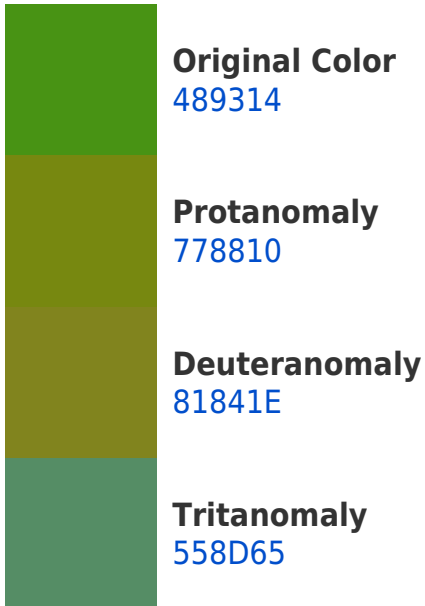 Original Color
489314
Protanomaly
778810
Deuteranomaly
81841E
Tritanomaly
558D65